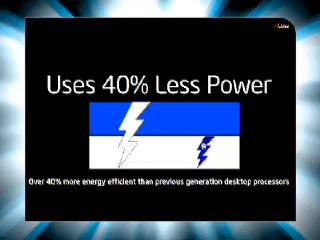 Uses 40% Less Power
Over 40% more energy efficient than previous generation desktop processors